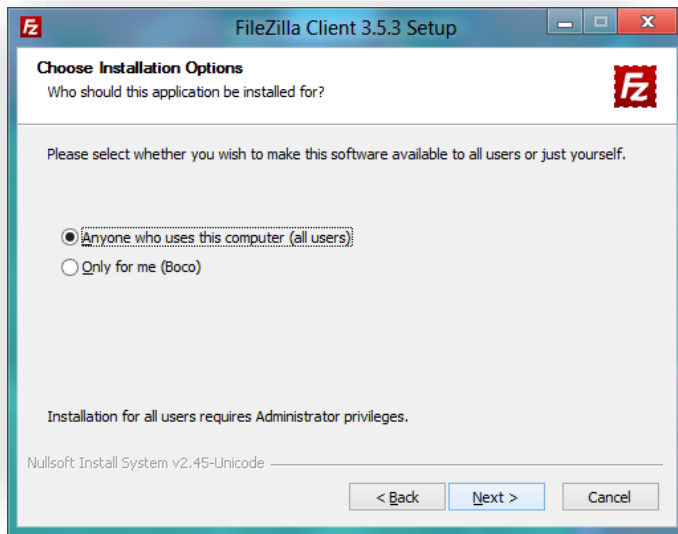 FileZilla Client 3.5.3 Setup
Choose Installation Options
Who should this application be installed for?
Please select whether you wish to make this software available to all users or just yourself.
Anyone who uses this computer (all users)
Only for me (Boco)
Installation for all users requires Administrator privileges.
Nullsoft Install System v2.45-Unicode
< Back Next > Cancel